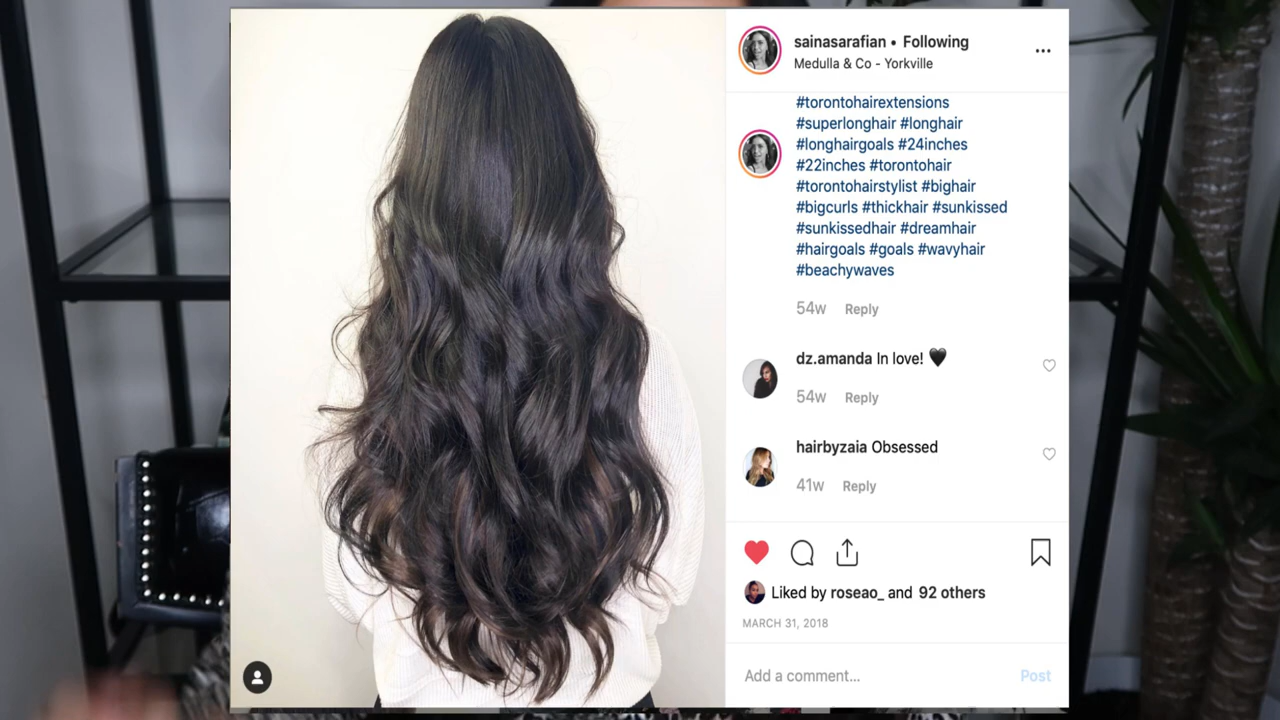 sainasarafian • Following
Medulla & Co - Yorkville
#torontohairextensions
#superlonghair #longhair
#longhairgoals #24inches
#22inches #torontohair
#torontohairstylist #bighair
#bigcurls #thickhair #sunkissed
#sunkissedhair #dreamhair
#hairgoals #goals #wavyhair
#beachywaves
54w Reply
dz.amanda In love! 🖤
54w Reply
hairbyzaia Obsessed
41w Reply
Liked by roseao_ and 92 others
MARCH 31, 2018
Add a comment... Post